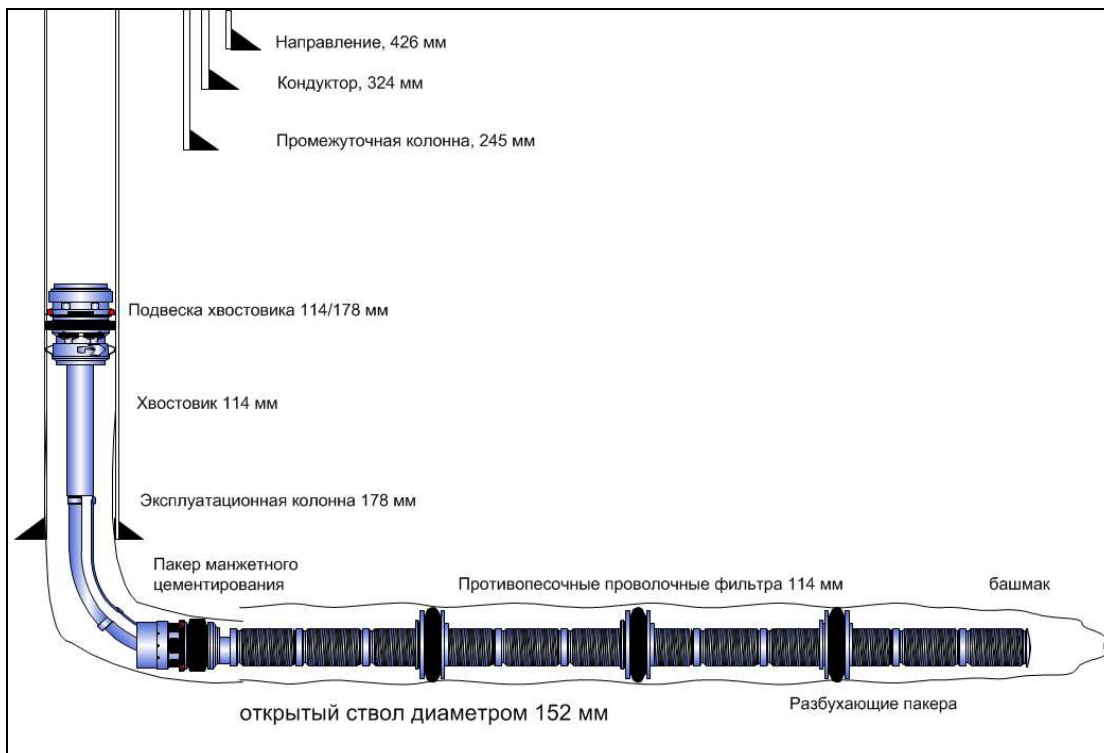 Направление, 426 мм
Кондуктор, 324 мм
Промежуточная колонна, 245 мм
Подвеска хвостовика 114/178 мм
Хвостовик 114 мм
Эксплуатационная колонна 178 мм
Пакер манжетного
цементирования
Противопесочные проволочные фильтра 114 мм
башмак
Разбухающие пакера
открытый ствол диаметром 152 мм